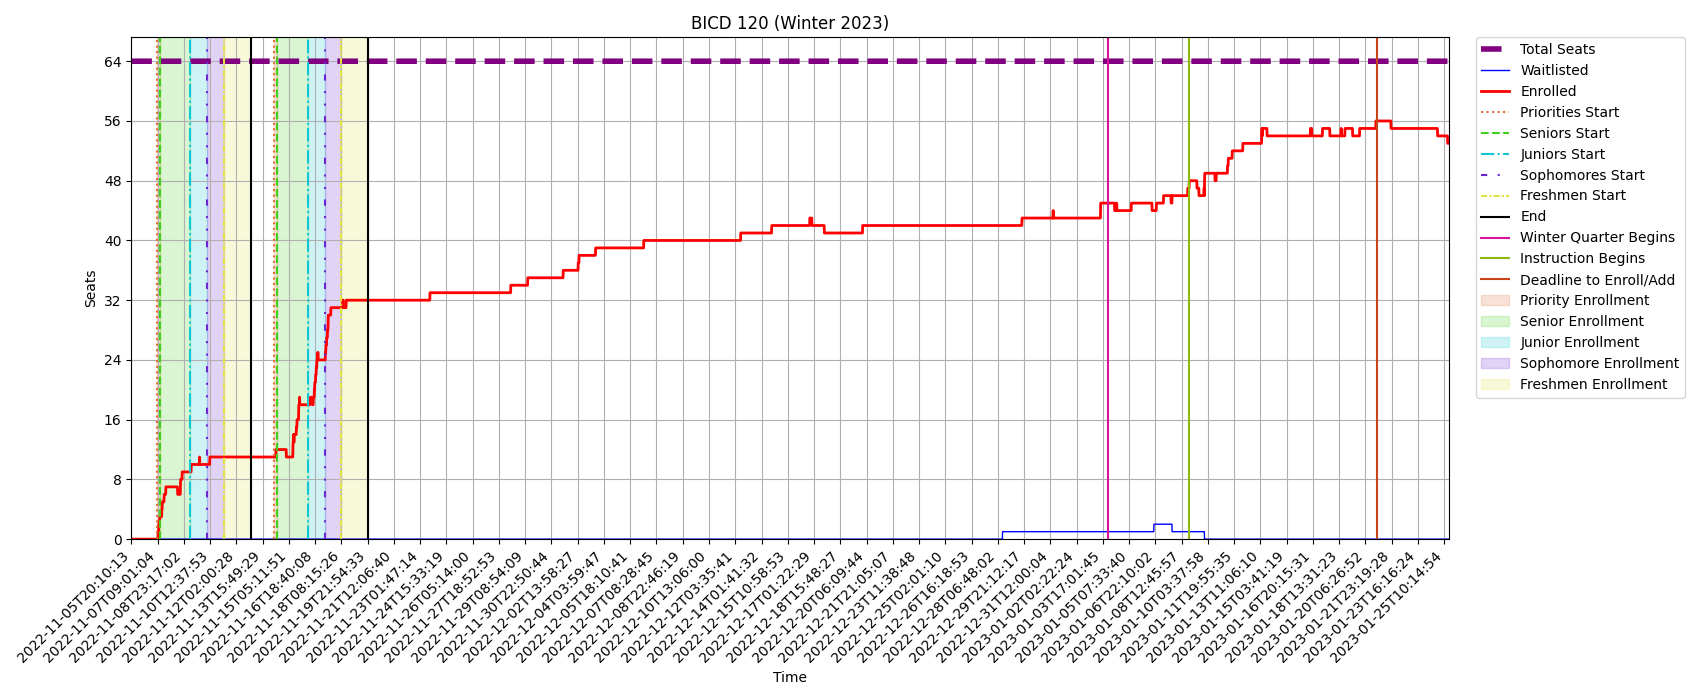 BICD 120 (Winter 2023)
Total Seats
Waitlisted
Enrolled
Priorities Start
Seniors Start
Juniors Start
Sophomores Start
Freshmen Start
End
Winter Quarter Begins
Instruction Begins
Deadline to Enroll/Add
Priority Enrollment
Senior Enrollment
Junior Enrollment
Sophomore Enrollment
Freshmen Enrollment
Seats
64
56
48
40
32
24
16
8
0
2022-11-05T20:10:13
2022-11-07T09:01:04
2022-11-08T23:17:02
2022-11-10T12:37:53
2022-11-12T02:00:28
2022-11-13T15:49:29
2022-11-15T05:11:51
2022-11-16T18:40:08
2022-11-18T08:15:26
2022-11-19T21:54:33
2022-11-21T12:06:40
2022-11-23T01:47:14
2022-11-24T15:33:19
2022-11-26T05:14:00
2022-11-27T18:52:53
2022-11-29T08:54:09
2022-11-30T22:50:44
2022-12-02T13:58:27
2022-12-04T03:59:47
2022-12-05T18:10:41
2022-12-07T08:28:45
2022-12-08T22:46:19
2022-12-10T13:06:00
2022-12-12T03:35:41
2022-12-14T01:41:32
2022-12-15T10:58:53
2022-12-17T01:22:29
2022-12-18T15:48:27
2022-12-20T06:09:44
2022-12-21T21:05:07
2022-12-23T11:38:48
2022-12-25T02:01:10
2022-12-26T16:18:53
2022-12-28T06:48:02
2022-12-29T21:12:17
2022-12-31T12:00:04
2023-01-02T02:22:24
2023-01-03T17:01:45
2023-01-05T07:33:40
2023-01-06T22:10:02
2023-01-08T12:45:57
2023-01-10T03:37:58
2023-01-11T19:55:35
2023-01-13T11:06:10
2023-01-15T03:41:19
2023-01-16T20:15:31
2023-01-18T13:31:23
2023-01-20T06:26:52
2023-01-21T23:19:28
2023-01-23T16:16:24
2023-01-25T10:14:54
Time